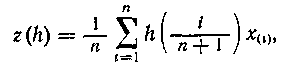 z(h) = \frac{1}{n} \sum_{i=1}^{n} h\left(\frac{i}{n+1}\right) x_{(i)},